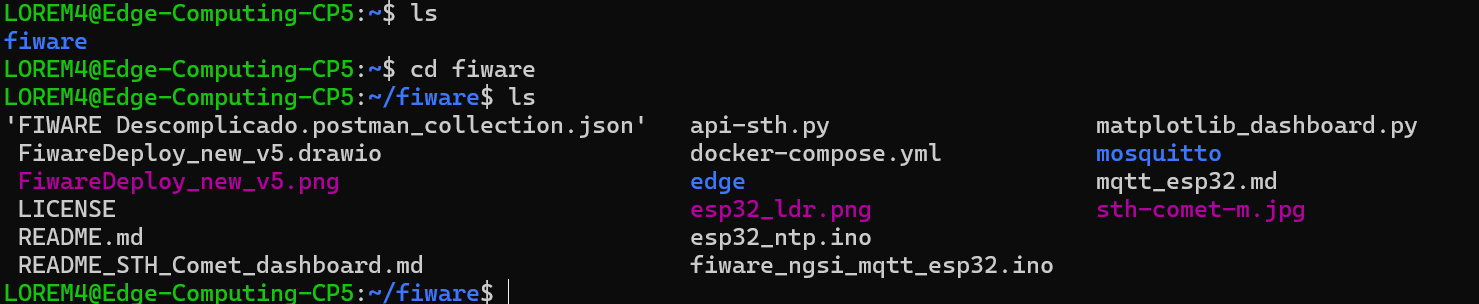 LOREM4@Edge-Computing-CP5:~$ ls
fiware
LOREM4@Edge-Computing-CP5:~$ cd fiware
LOREM4@Edge-Computing-CP5:~/fiware$ ls
'FIWARE Descomplicado.postman_collection.json' api-sth.py matplotlib_dashboard.py
FiwareDeploy_new_v5.drawio docker-compose.yml mosquitto
FiwareDeploy_new_v5.png edge mqtt_esp32.md
LICENSE esp32_ldr.png sth-comet-m.jpg
README.md esp32_ntp.ino
README_STH_Comet_dashboard.md fiware_ngsi_mqtt_esp32.ino
LOREM4@Edge-Computing-CP5:~/fiware$